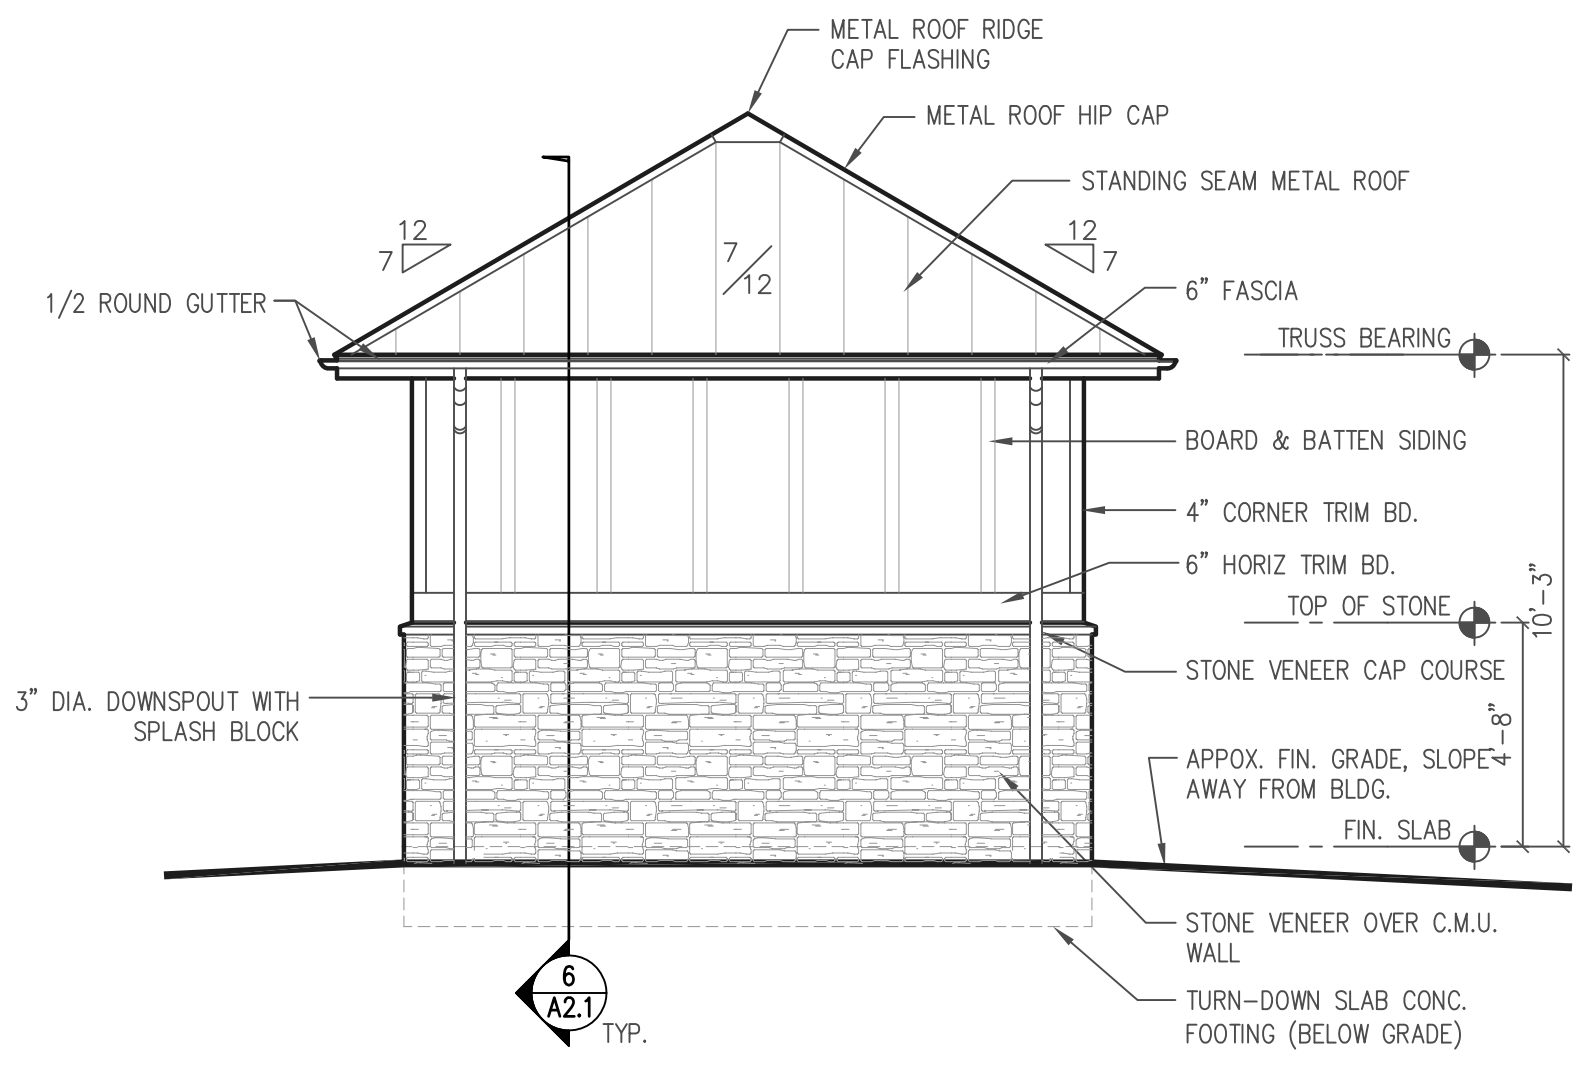 METAL ROOF RIDGE
CAP FLASHING
METAL ROOF HIP CAP
STANDING SEAM METAL ROOF
12
7
7/12
12
7
1/2 ROUND GUTTER
6" FASCIA
TRUSS BEARING
BOARD & BATTEN SIDING
4" CORNER TRIM BD.
6" HORIZ TRIM BD.
TOP OF STONE
10'-3"
STONE VENEER CAP COURSE
3" DIA. DOWNSPOUT WITH
SPLASH BLOCK
4'-8"
APPOX. FIN. GRADE, SLOPE
AWAY FROM BLDG.
FIN. SLAB
STONE VENEER OVER C.M.U.
WALL
6
A2.1
TYP.
TURN-DOWN SLAB CONC.
FOOTING (BELOW GRADE)